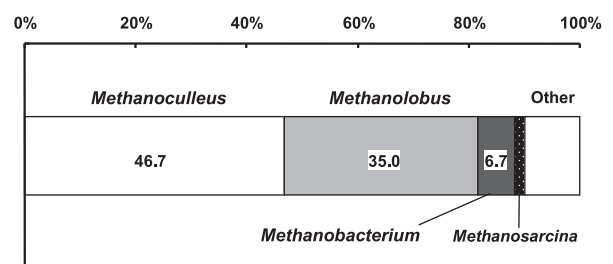 0% 20% 40% 60% 80% 100%
Methanoculleus Methanolobus Other
46.7 35.0 6.7
Methanobacterium Methanosarcina